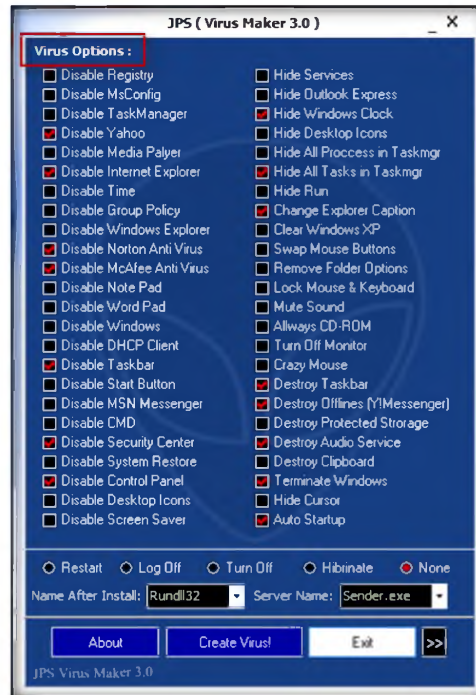 JPS ( Virus Maker 3.0 )
_ X
Virus Options :
Disable Registry
Disable MsConfig
Disable TaskManager
Disable Yahoo
Disable Media Palyer
Disable Internet Explorer
Disable Time
Disable Group Policy
Disable Windows Explorer
Disable Norton Anti Virus
Disable McAfee Anti Virus
Disable Note Pad
Disable Word Pad
Disable Windows
Disable DHCP Client
Disable Taskbar
Disable Start Button
Disable MSN Messenger
Disable CMD
Disable Security Center
Disable System Restore
Disable Control Panel
Disable Desktop Icons
Disable Screen Saver
Hide Services
Hide Outlook Express
Hide Windows Clock
Hide Desktop Icons
Hide All Proccess in Taskmgr
Hide All Tasks in Taskmgr
Hide Run
Change Explorer Caption
Clear Windows XP
Swap Mouse Buttons
Remove Folder Options
Lock Mouse & Keyboard
Mute Sound
Allways CD-ROM
Turn Off Monitor
Crazy Mouse
Destroy Taskbar
Destroy Offlines (Y!Messenger)
Destroy Protected Strorage
Destroy Audio Service
Destroy Clipboard
Terminate Windows
Hide Cursor
Auto Startup
Restart Log Off Turn Off Hibrinate None
Name After Install: Rundll32 Server Name: Sender.exe
About Create Virus! Exit >>
JPS Virus Maker 3.0